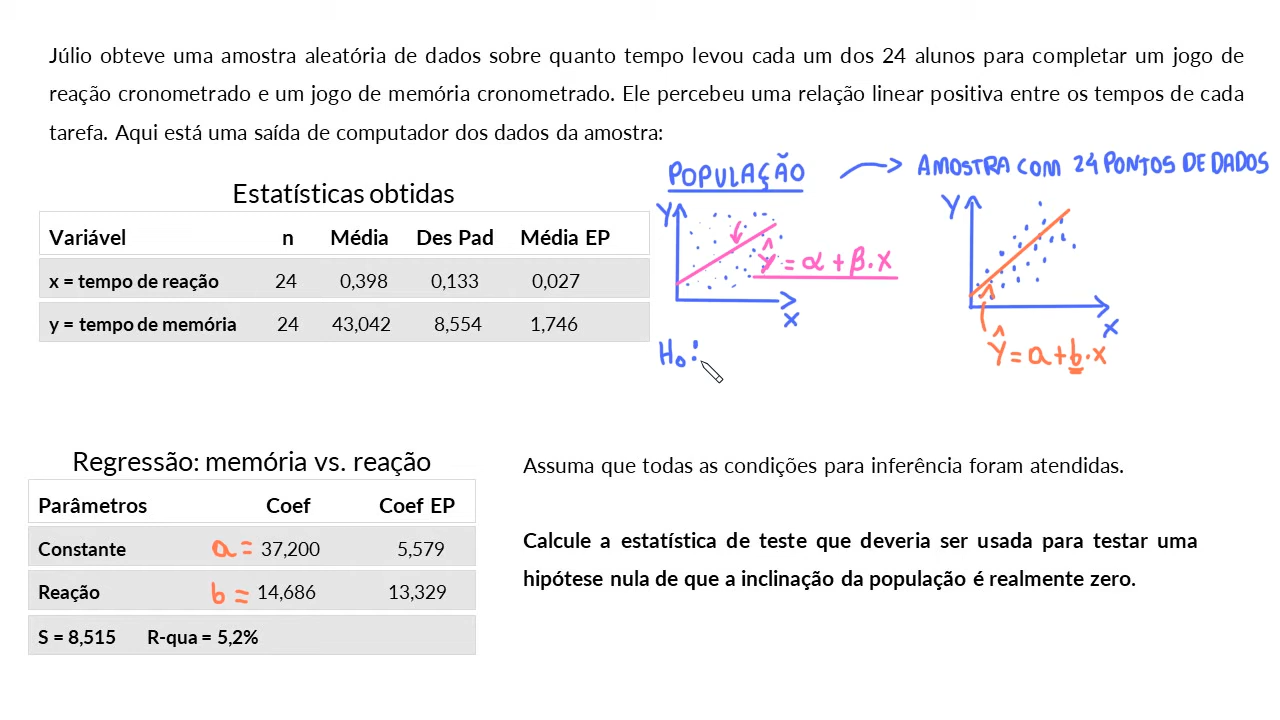 Júlio obteve uma amostra aleatória de dados sobre quanto tempo levou cada um dos 24 alunos para completar um jogo de
reação cronometrado e um jogo de memória cronometrado. Ele percebeu uma relação linear positiva entre os tempos de cada
tarefa. Aqui está uma saída de computador dos dados da amostra:
Estatísticas obtidas
Variável n Média Des Pad Média EP
x = tempo de reação 24 0,398 0,133 0,027
y = tempo de memória 24 43,042 8,554 1,746
POPULAÇÃO
AMOSTRA COM 24 PONTOS DE DADOS
Y
Ŷ = α + β . X
X
Y
X
Ŷ = a + b . X
H₀ :
Regressão: memória vs. reação
Parâmetros Coef Coef EP
Constante a = 37,200 5,579
Reação b = 14,686 13,329
S = 8,515 R-qua = 5,2%
Assuma que todas as condições para inferência foram atendidas.
Calcule a estatística de teste que deveria ser usada para testar uma
hipótese nula de que a inclinação da população é realmente zero.